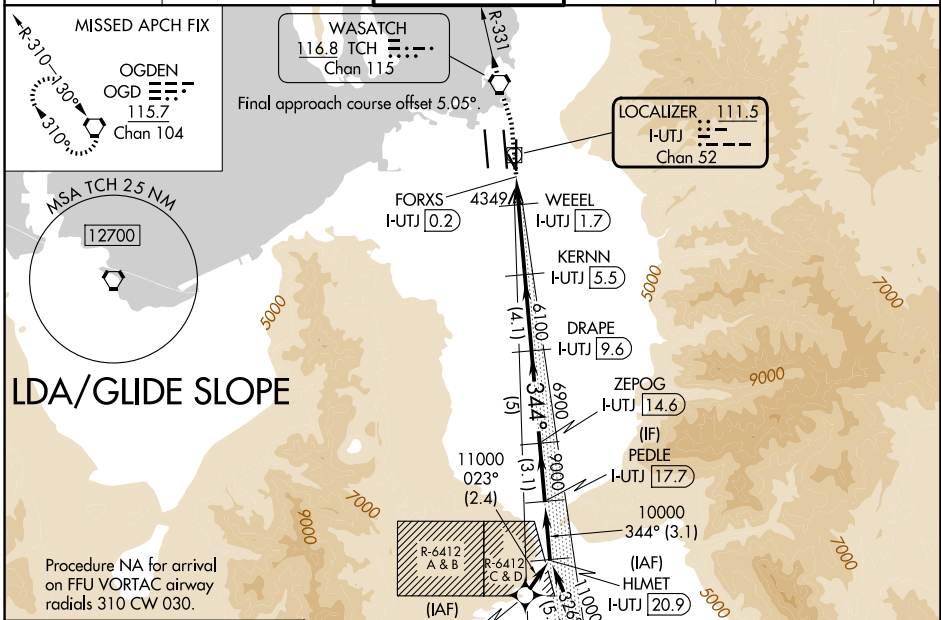 MISSED APCH FIX
R-310
130°
310°
OGDEN
OGD
115.7
Chan 104
WASATCH
116.8 TCH
Chan 115
R-331
Final approach course offset 5.05°.
LOCALIZER 111.5
I-UTJ
Chan 52
MSA TCH 25 NM
12700
FORXS
I-UTJ 0.2
4349
WEEEL
I-UTJ 1.7
KERNN
I-UTJ 5.5
5000
5000
7000
6100
(4.1)
DRAPE
I-UTJ 9.6
LDA/GLIDE SLOPE
9000
344°
6900
(5)
ZEPOG
I-UTJ 14.6
(IF)
PEDLE
I-UTJ 17.7
11000
023°
(2.4)
(3.1)
9000
7000
9000
10000
344° (3.1)
7000
R-6412
A & B
R-6412
C & D
(IAF)
HLMET
I-UTJ 20.9
5000
Procedure NA for arrival
on FFU VORTAC airway
radials 310 CW 030.
(IAF)